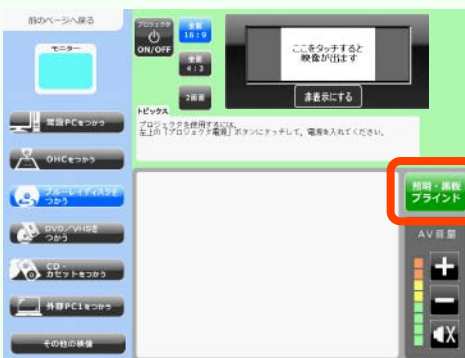 前のページへ戻る
モニター
常設PCをつかう
OHCをつかう
ブルーレイディスクを
つかう
DVD/VHSを
つかう
CD・
カセットをつかう
外部PC1をつかう
その他の映像
プロジェクタ
ON/OFF
全面
16:9
全面
4:3
2画面
ここをタッチすると
映像が出ます
非表示にする
トピックス
プロジェクタを使用するには、
左上の「プロジェクタ電源」ボタンにタッチして、電源を入れてください。
照明・黒板
ブラインド
AV音量